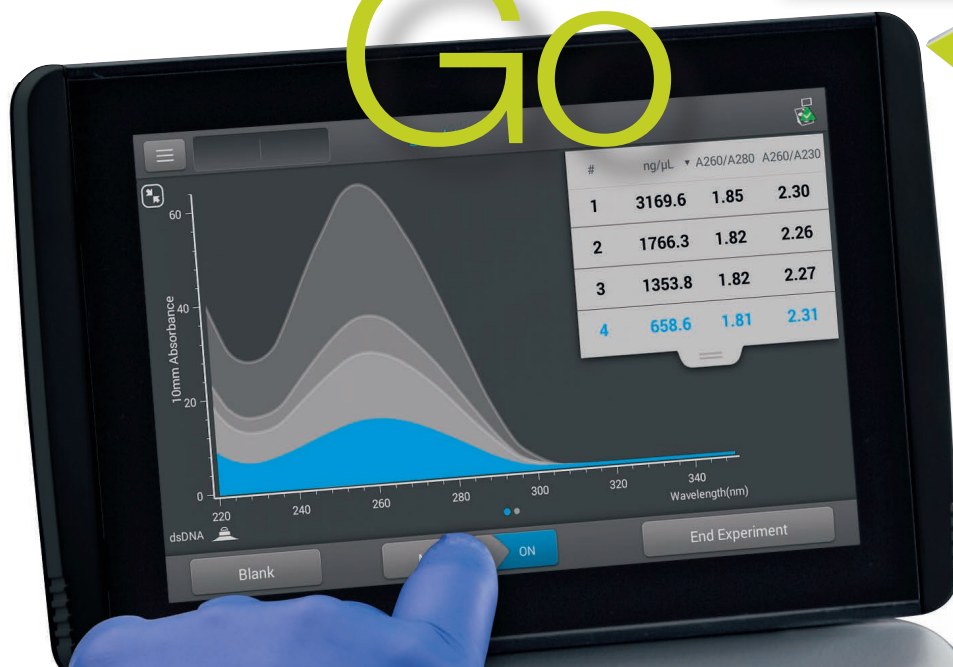 Go
# ng/µL ▼ A260/A280 A260/A230
1 3169.6 1.85 2.30
2 1766.3 1.82 2.26
3 1353.8 1.82 2.27
4 658.6 1.81 2.31
10mm Absorbance
60
40
20
0
220 240 260 280 300 320 340
Wavelength(nm)
dsDNA
Blank
ON
End Experiment